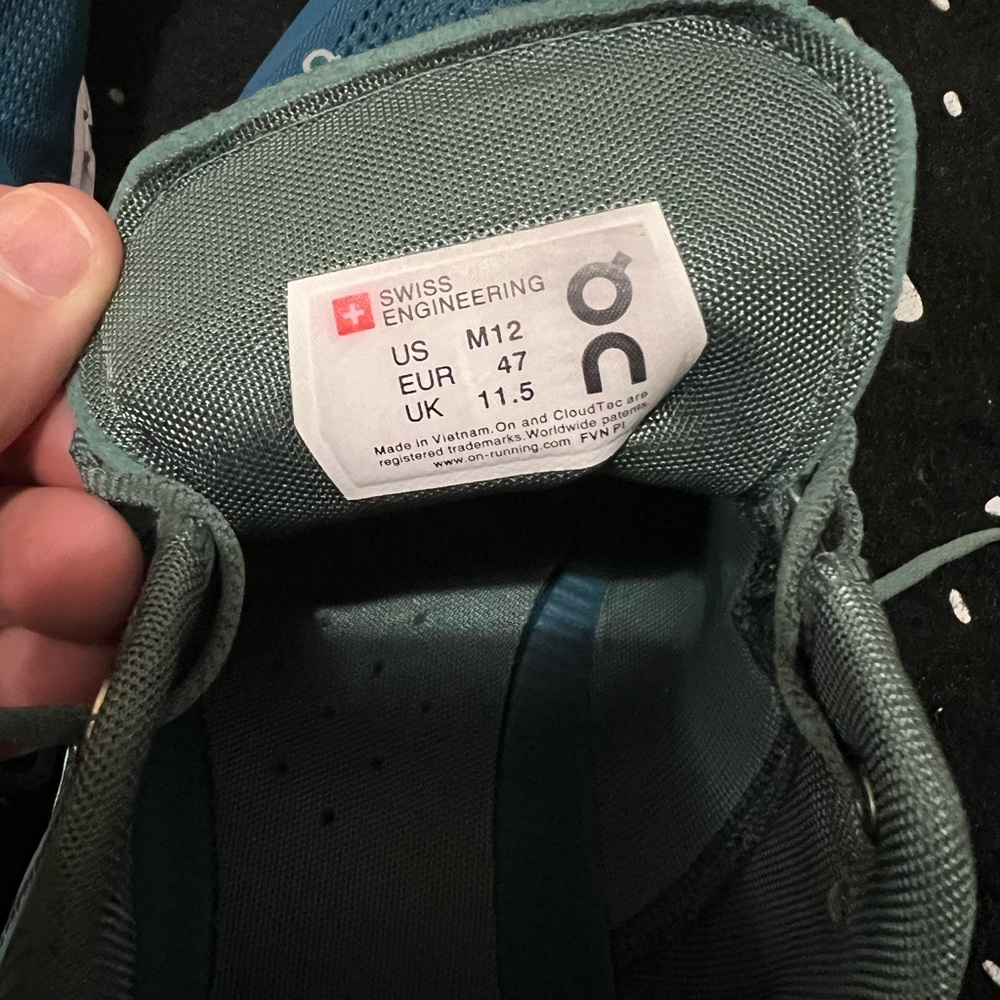 SWISS
ENGINEERING
on
US M12
EUR 47
UK 11.5
Made in Vietnam.On and CloudTec are
registered trademarks.Worldwide patents.
www.on-running.com FVN PI